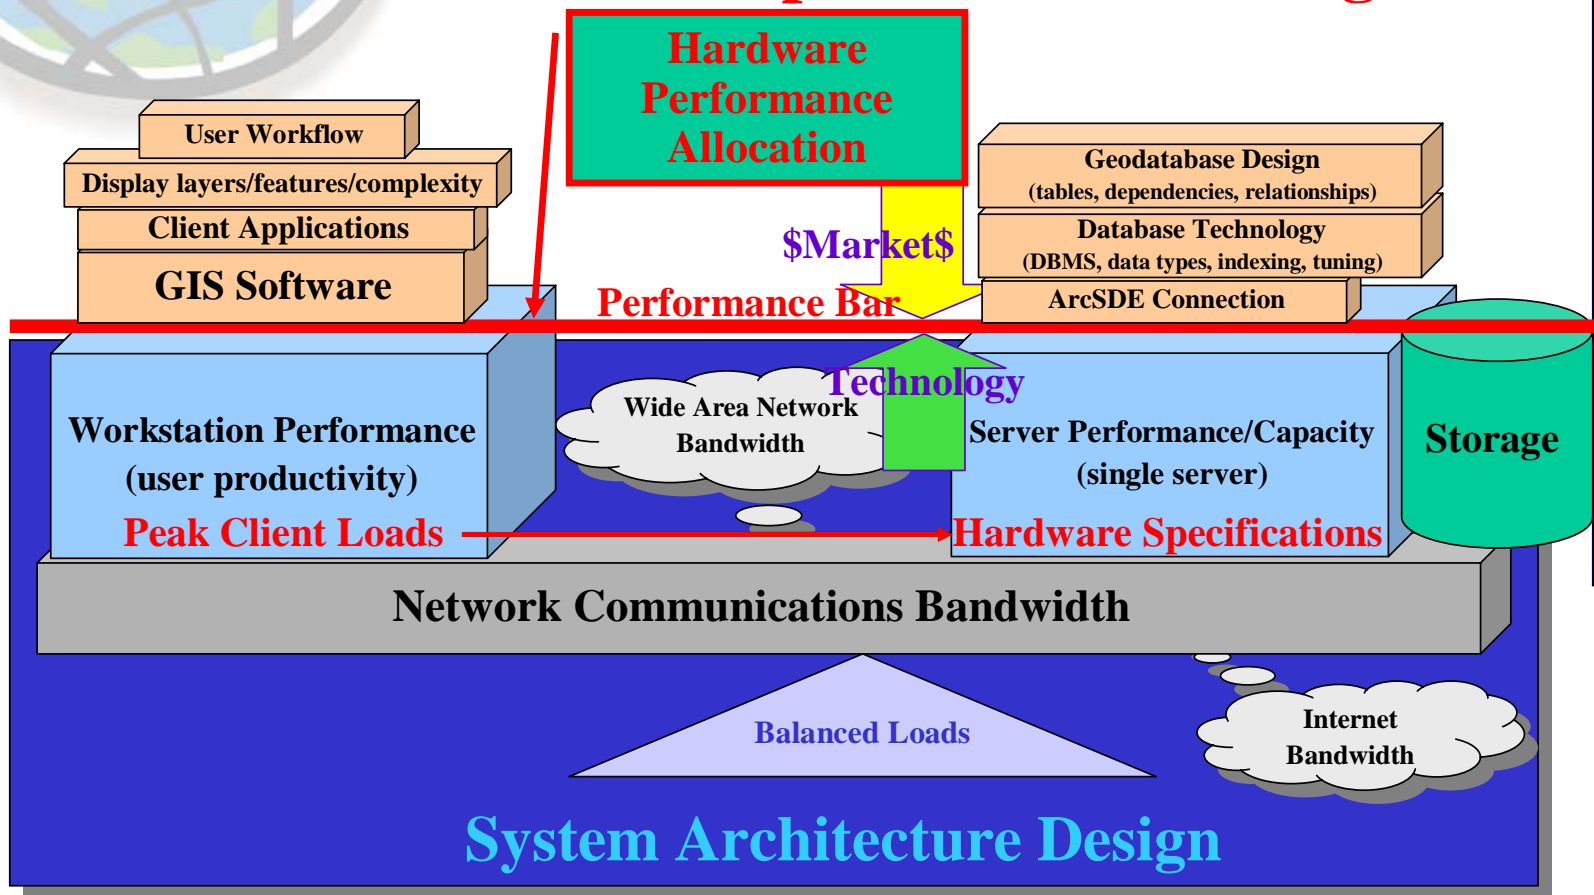 Hardware
Performance
Allocation
User Workflow
Display layers/features/complexity
Client Applications
GIS Software
$Market$
Performance Bar
Geodatabase Design
(tables, dependencies, relationships)
Database Technology
(DBMS, data types, indexing, tuning)
ArcSDE Connection
Technology
Wide Area Network
Bandwidth
Workstation Performance
(user productivity)
Peak Client Loads
Server Performance/Capacity
(single server)
Hardware Specifications
Storage
Network Communications Bandwidth
Balanced Loads
Internet
Bandwidth
System Architecture Design